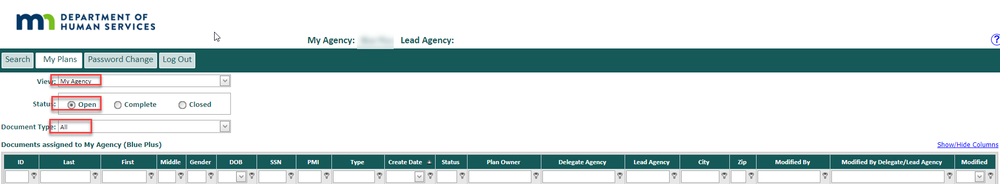 DEPARTMENT OF
HUMAN SERVICES
My Agency: Lead Agency:
?
Search My Plans Password Change Log Out
View: My Agency
Status: Open Complete Closed
Document Type: All
Documents assigned to My Agency (Blue Plus) Show/Hide Columns
ID Last First Middle Gender DOB SSN PMI Type Create Date Status Plan Owner Delegate Agency Lead Agency City Zip Modified By Modified By Delegate/Lead Agency Modified